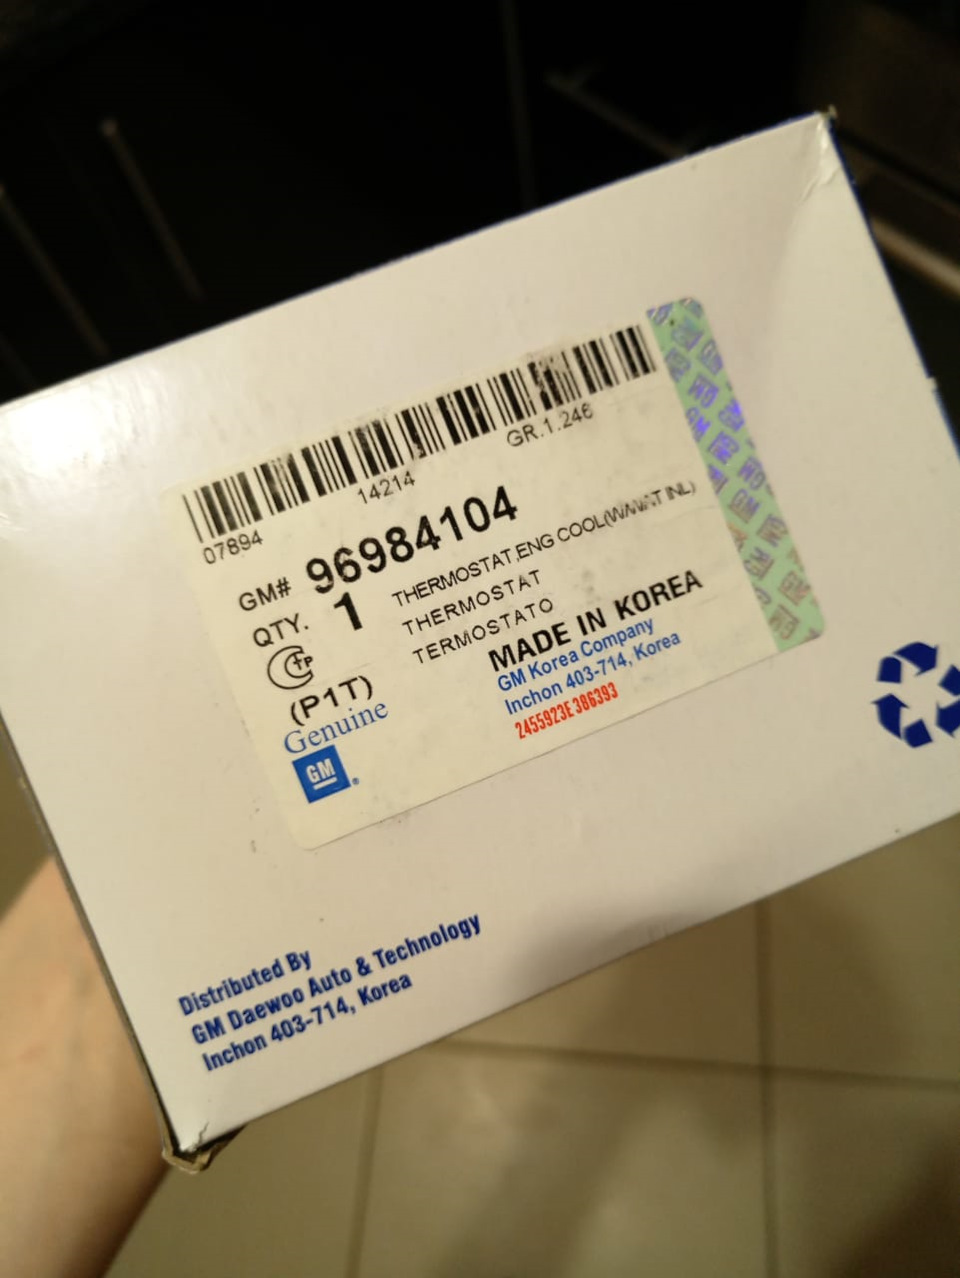 07894
14214
GR.1.246
GM# 96984104
QTY. 1
THERMOSTAT,ENG COOL(W/WAT INL)
THERMOSTAT
TERMOSTATO
MADE IN KOREA
(P1T)
GM Korea Company
Inchon 403-714, Korea
2455923E386393
Genuine
GM
Distributed By
GM Daewoo Auto & Technology
Inchon 403-714, Korea